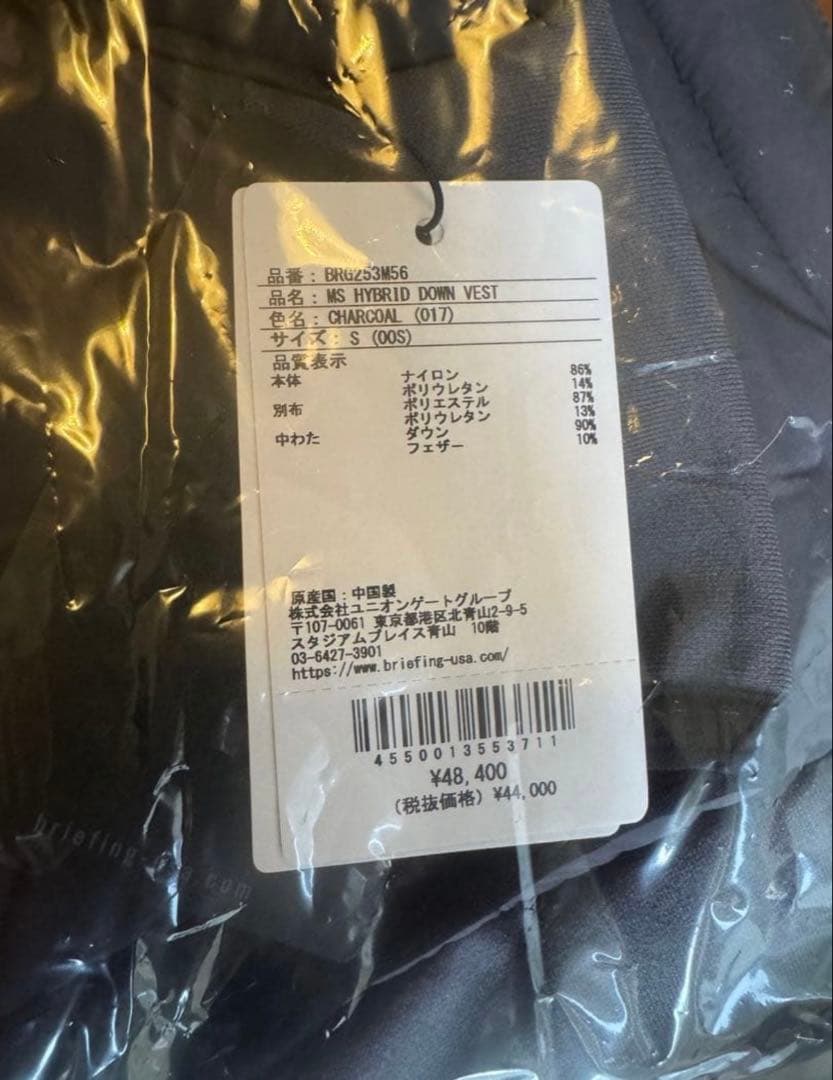 品番：BRG253M56
品名：MS HYBRID DOWN VEST
色名：CHARCOAL (017)
サイズ：S (00S)
品質表示
本体 ナイロン 86%
ポリウレタン 14%
別布 ポリエステル 87%
ポリウレタン 13%
中わた ダウン 90%
フェザー 10%
原産国：中国製
株式会社ユニオンゲートグループ
〒107-0061 東京都港区北青山2-9-5
スタジアムプレイス青山 10階
03-6427-3901
https://www.briefing-usa.com/
4550013553711
¥48,400
(税抜価格) ¥44,000
briefing-usa.com